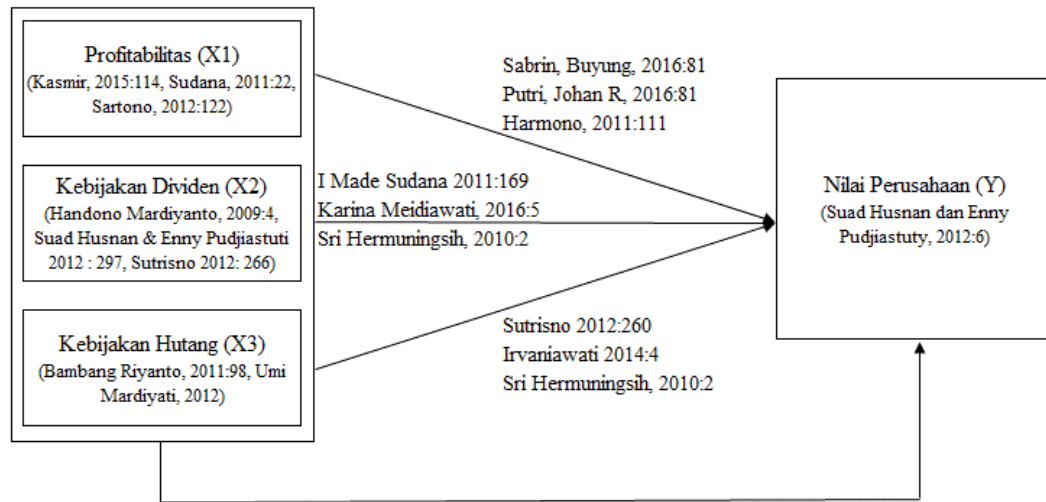 Profitabilitas (X1)
(Kasmir, 2015:114, Sudana, 2011:22,
Sartono, 2012:122)
Kebijakan Dividen (X2)
(Handono Mardiyanto, 2009:4,
Suad Husnan & Enny Pudjiastuti
2012 : 297, Sutrisno 2012: 266)
Kebijakan Hutang (X3)
(Bambang Riyanto, 2011:98, Umi
Mardiyati, 2012)
Sabrin, Buyung, 2016:81
Putri, Johan R, 2016:81
Harmono, 2011:111
I Made Sudana 2011:169
Karina Meidiawati, 2016:5
Sri Hermuningsih, 2010:2
Sutrisno 2012:260
Irvaniawati 2014:4
Sri Hermuningsih, 2010:2
Nilai Perusahaan (Y)
(Suad Husnan dan Enny
Pudjiastuty, 2012:6)